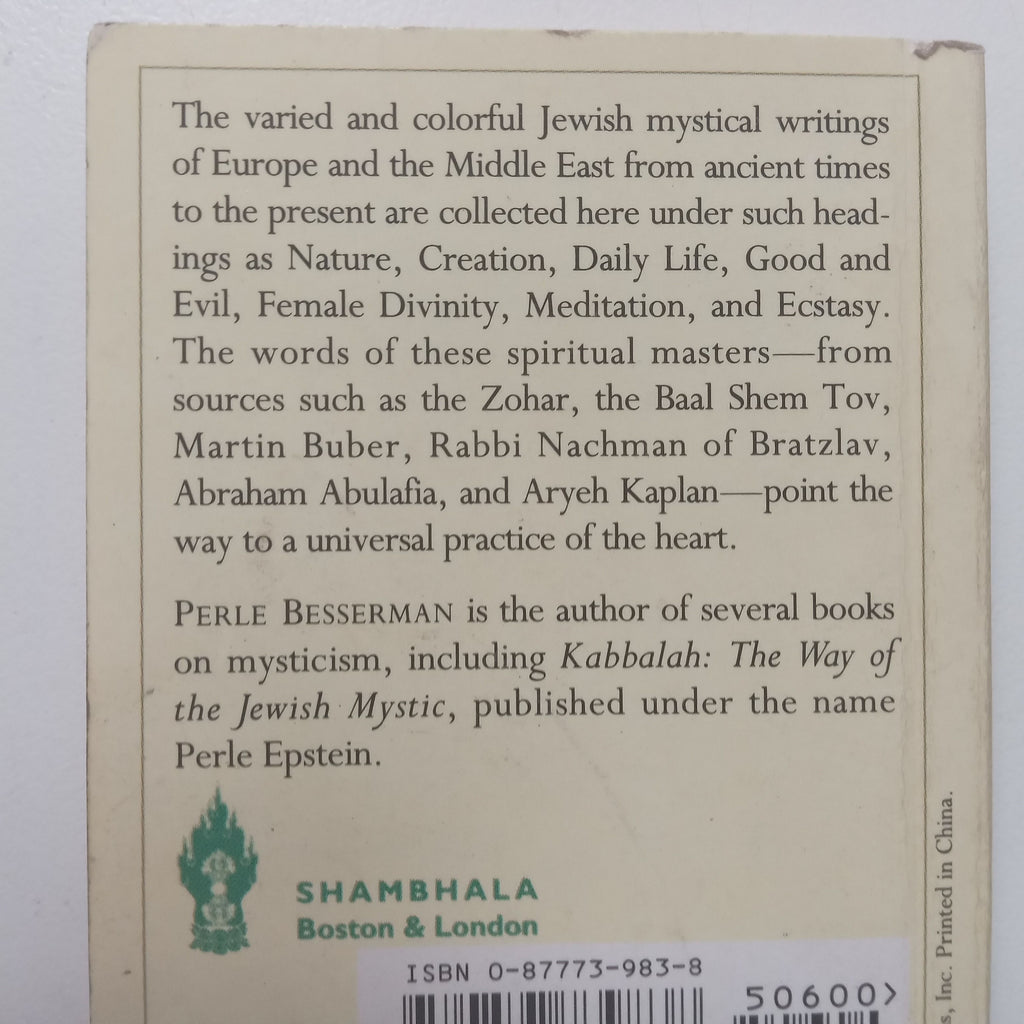 The varied and colorful Jewish mystical writings
of Europe and the Middle East from ancient times
to the present are collected here under such head-
ings as Nature, Creation, Daily Life, Good and
Evil, Female Divinity, Meditation, and Ecstasy.
The words of these spiritual masters—from
sources such as the Zohar, the Baal Shem Tov,
Martin Buber, Rabbi Nachman of Bratzlav,
Abraham Abulafia, and Aryeh Kaplan—point the
way to a universal practice of the heart.
PERLE BESSERMAN is the author of several books
on mysticism, including Kabbalah: The Way of
the Jewish Mystic, published under the name
Perle Epstein.
SHAMBHALA
Boston & London
ISBN 0-87773-983-8
50600>
Inc. Printed in China.